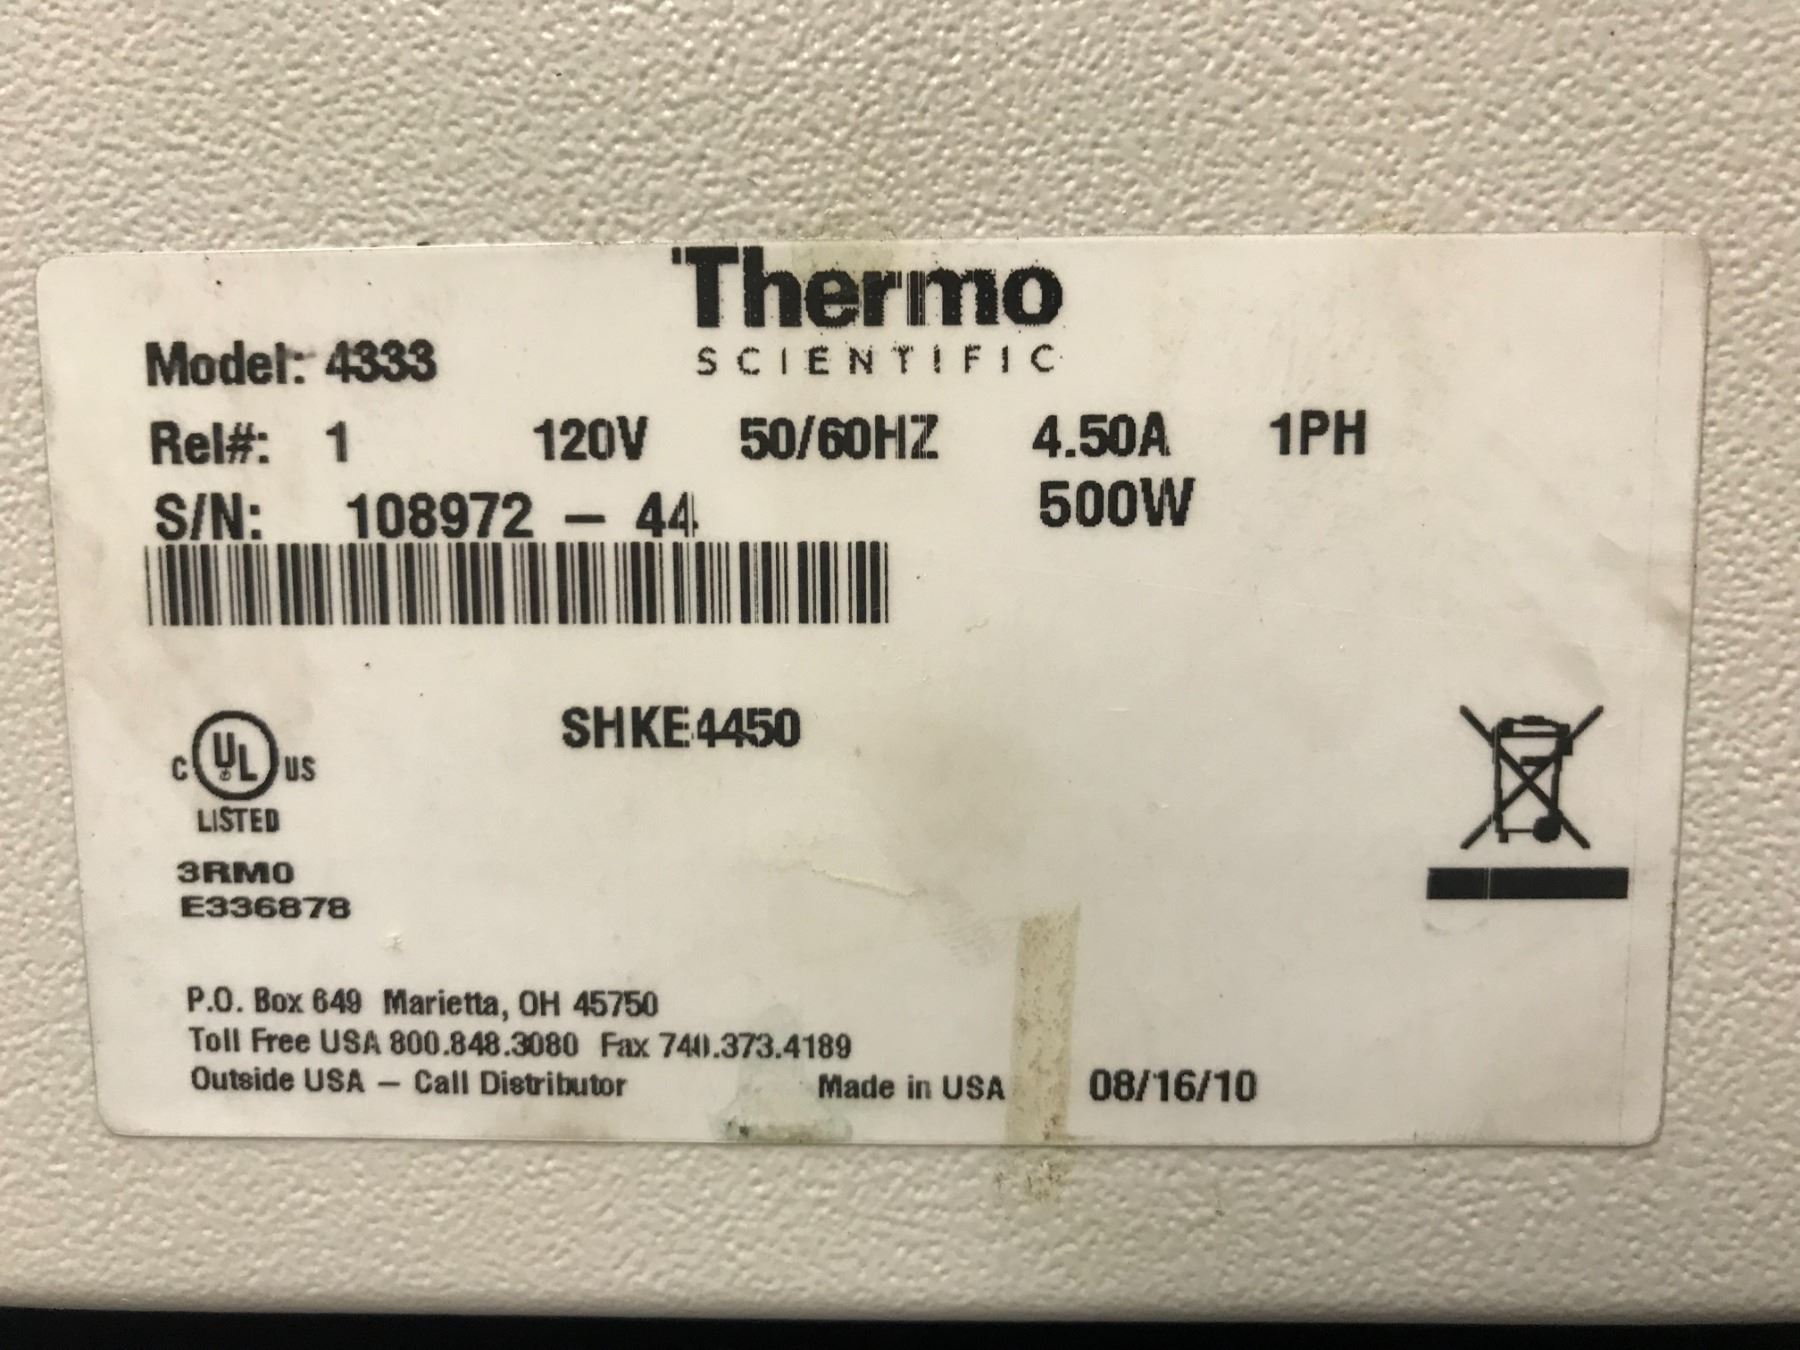 Thermo
SCIENTIFIC
Model: 4333
Rel#: 1 120V 50/60HZ 4.50A 1PH
S/N: 108972 – 44 500W
SHKE4450
C UL US
LISTED
3RM0
E336878
P.O. Box 649 Marietta, OH 45750
Toll Free USA 800.848.3080 Fax 740.373.4189
Outside USA – Call Distributor Made in USA 08/16/10